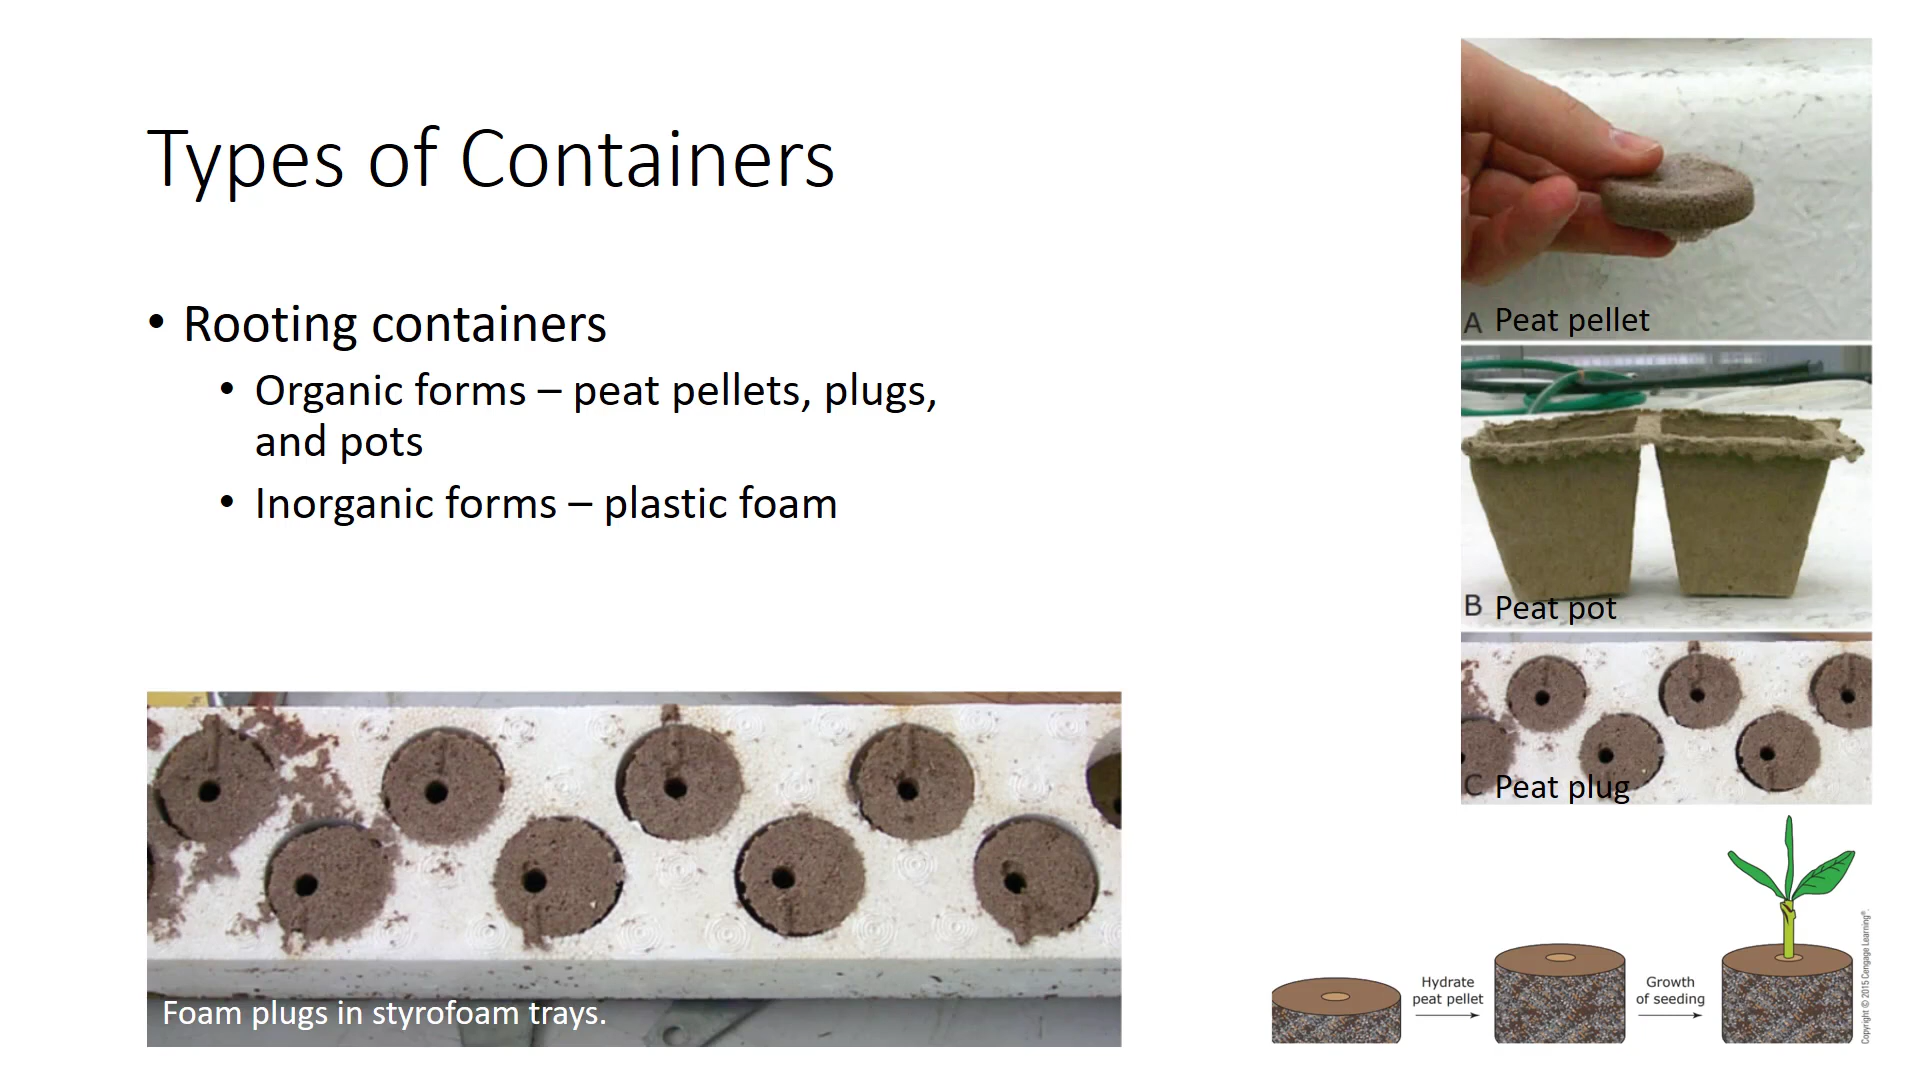 Types of Containers
• Rooting containers
• Organic forms – peat pellets, plugs,
and pots
• Inorganic forms – plastic foam
Foam plugs in styrofoam trays.
A Peat pellet
B Peat pot
C Peat plug
Hydrate
peat pellet
Growth
of seeding
Copyright © 2015 Cengage Learning®.